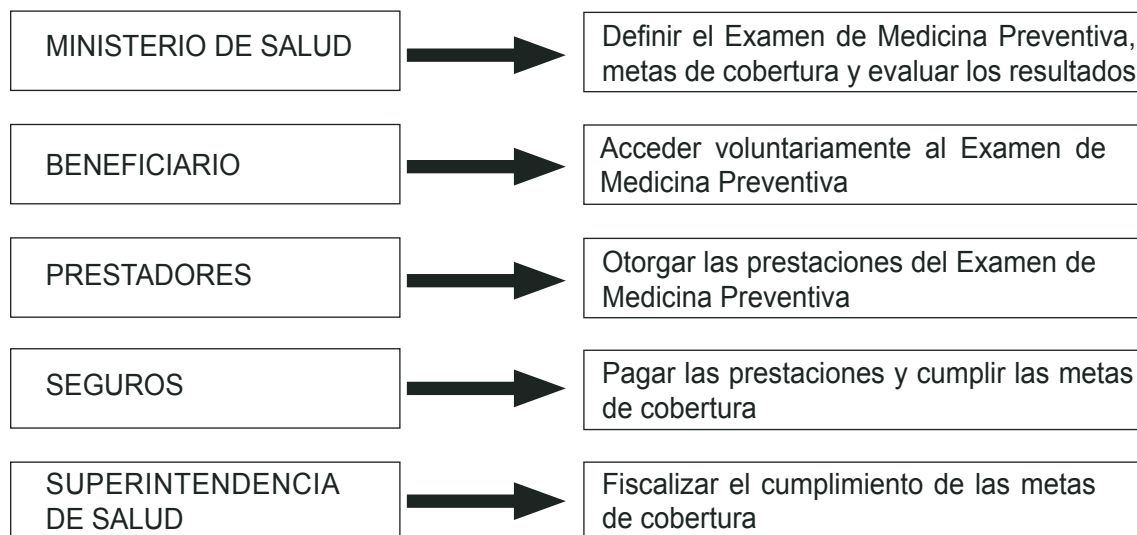 MINISTERIO DE SALUD
Definir el Examen de Medicina Preventiva,
metas de cobertura y evaluar los resultados
BENEFICIARIO
Acceder voluntariamente al Examen de
Medicina Preventiva
PRESTADORES
Otorgar las prestaciones del Examen de
Medicina Preventiva
SEGUROS
Pagar las prestaciones y cumplir las metas
de cobertura
SUPERINTENDENCIA
DE SALUD
Fiscalizar el cumplimiento de las metas
de cobertura